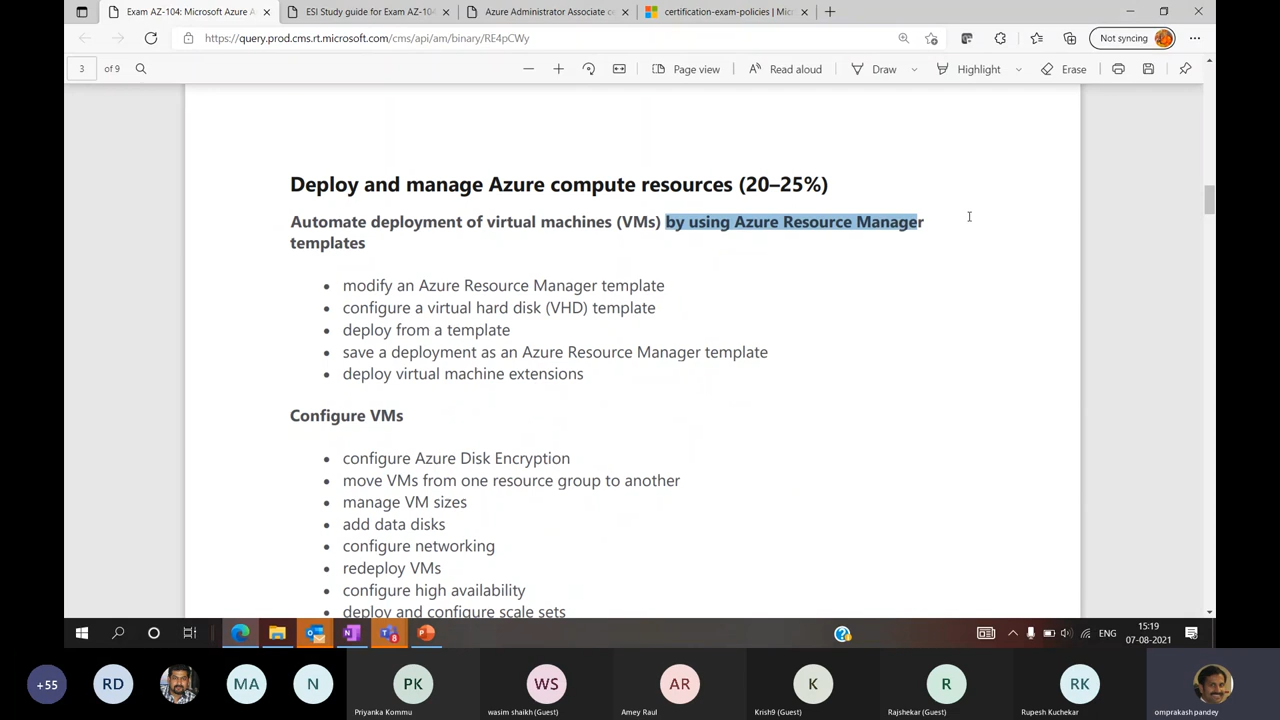 Exam AZ-104: Microsoft Azure A
ESI Study guide for Exam AZ-104
Azure Administrator Associate ce
certification-exam-policies | Micr
https://query.prod.cms.rt.microsoft.com/cms/api/am/binary/RE4pCWy
Not syncing
3 of 9
Page view
Read aloud
Draw
Highlight
Erase
Deploy and manage Azure compute resources (20–25%)
Automate deployment of virtual machines (VMs) by using Azure Resource Manager
templates
• modify an Azure Resource Manager template
• configure a virtual hard disk (VHD) template
• deploy from a template
• save a deployment as an Azure Resource Manager template
• deploy virtual machine extensions
Configure VMs
• configure Azure Disk Encryption
• move VMs from one resource group to another
• manage VM sizes
• add data disks
• configure networking
• redeploy VMs
• configure high availability
• deploy and configure scale sets
8
ENG
15:19
07-08-2021
+55
RD
MA
N
PK
WS
AR
K
R
RK
Priyanka Kommu
wasim shaikh (Guest)
Amey Raul
Krish9 (Guest)
Rajshekar (Guest)
Rupesh Kuchekar
omprakash pandey